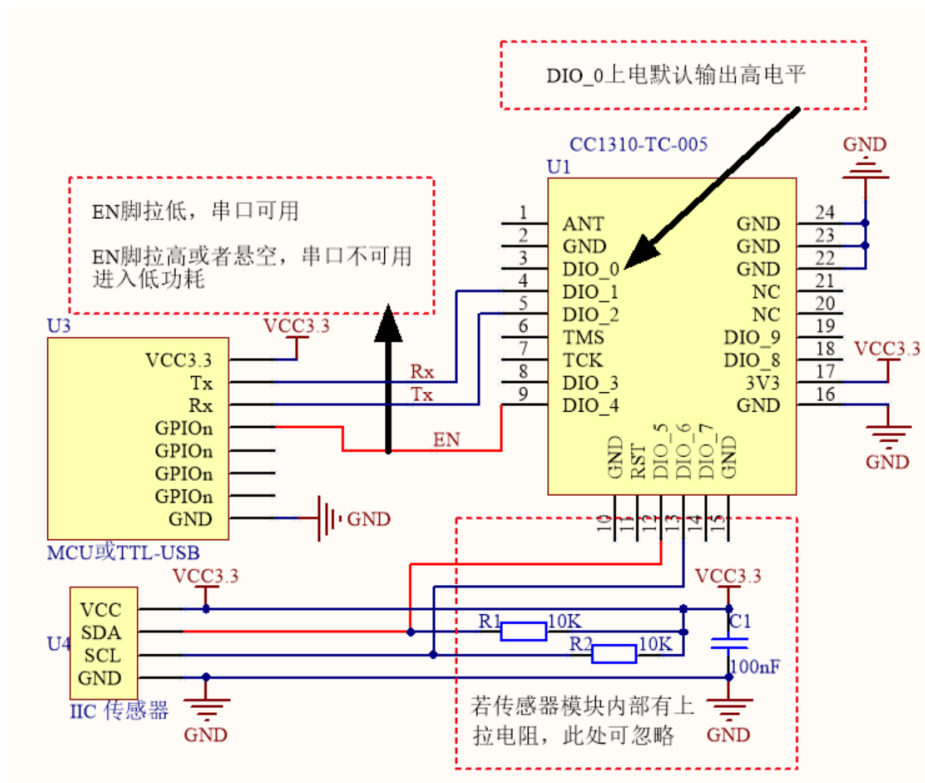 DIO_0上电默认输出高电平
CC1310-TC-005
U1
GND
EN脚拉低，串口可用
EN脚拉高或者悬空，串口不可用
进入低功耗
1 ANT GND 24
2 GND GND 23
3 DIO_0 GND 22
4 DIO_1 NC 21
5 DIO_2 NC 20
6 TMS DIO_9 19
7 TCK DIO_8 18
8 DIO_3 3V3 17
9 DIO_4 GND 16
VCC3.3
GND
GND RST DIO_5 DIO_6 DIO_7 GND
10 11 12 13 14 15
U3
VCC3.3
VCC3.3
Tx Rx
Rx Tx
GPIOn EN
GPIOn
GPIOn
GPIOn
GND GND
MCU或TTL-USB
VCC3.3 VCC3.3
U4
VCC
SDA R1 10K C1
SCL R2 10K
GND 100nF
IIC 传感器
GND GND
若传感器模块内部有上
拉电阻，此处可忽略